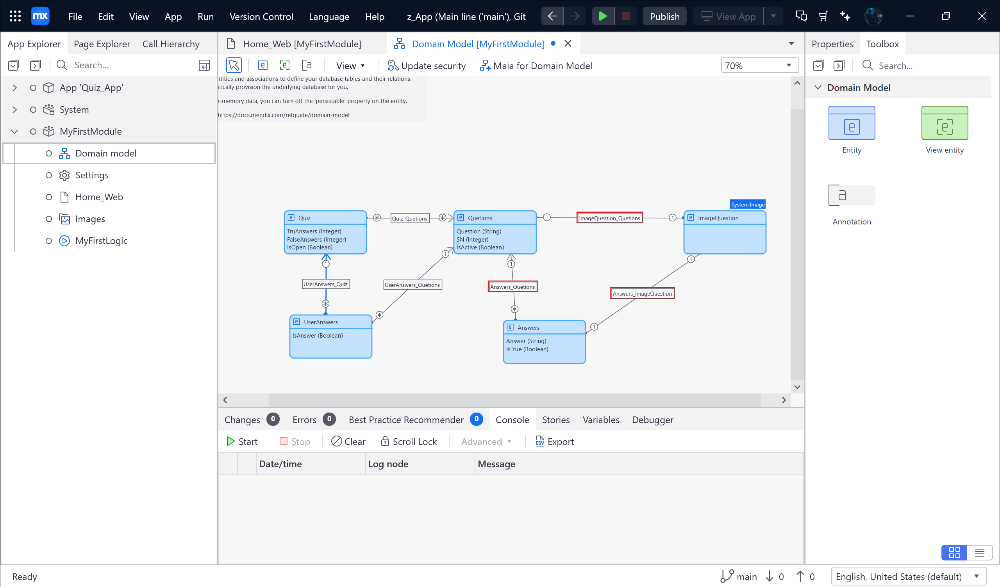 mx File Edit View App Run Version Control Language Help z_App (Main line ('main'), Git Publish View App
App Explorer Page Explorer Call Hierarchy
Search...
App 'Quiz_App'
System
MyFirstModule
Domain model
Settings
Home_Web
Images
MyFirstLogic
Home_Web [MyFirstModule] Domain Model [MyFirstModule]
View Update security Maia for Domain Model 70%
entities and associations to define your database tables and their relations.
tically provision the underlying database for you.
n-memory data, you can turn off the 'persistable' property on the entity.
https://docs.mendix.com/refguide/domain-model
System.Image
Quiz
TruAnswers (Integer)
FalseAnswers (Integer)
IsOpen (Boolean)
Quiz_Quetions
Quetions
Question (String)
SN (Integer)
IsActive (Boolean)
1
ImageQuestion_Quetions
1
ImageQuestion
1
UserAnswers_Quiz
1
UserAnswers_Quetions
1
Answers_Quetions
1
Answers_ImageQuestion
1
UserAnswers
IsAnswer (Boolean)
Answers
Answer (String)
IsTrue (Boolean)
Changes 0 Errors 0 Best Practice Recommender 0 Console Stories Variables Debugger
Start Stop Clear Scroll Lock Advanced CSV Export
Date/time Log node Message
Properties Toolbox
Search...
Domain Model
e e
Entity View entity
a
Annotation
Ready main 0 0 English, United States (default)